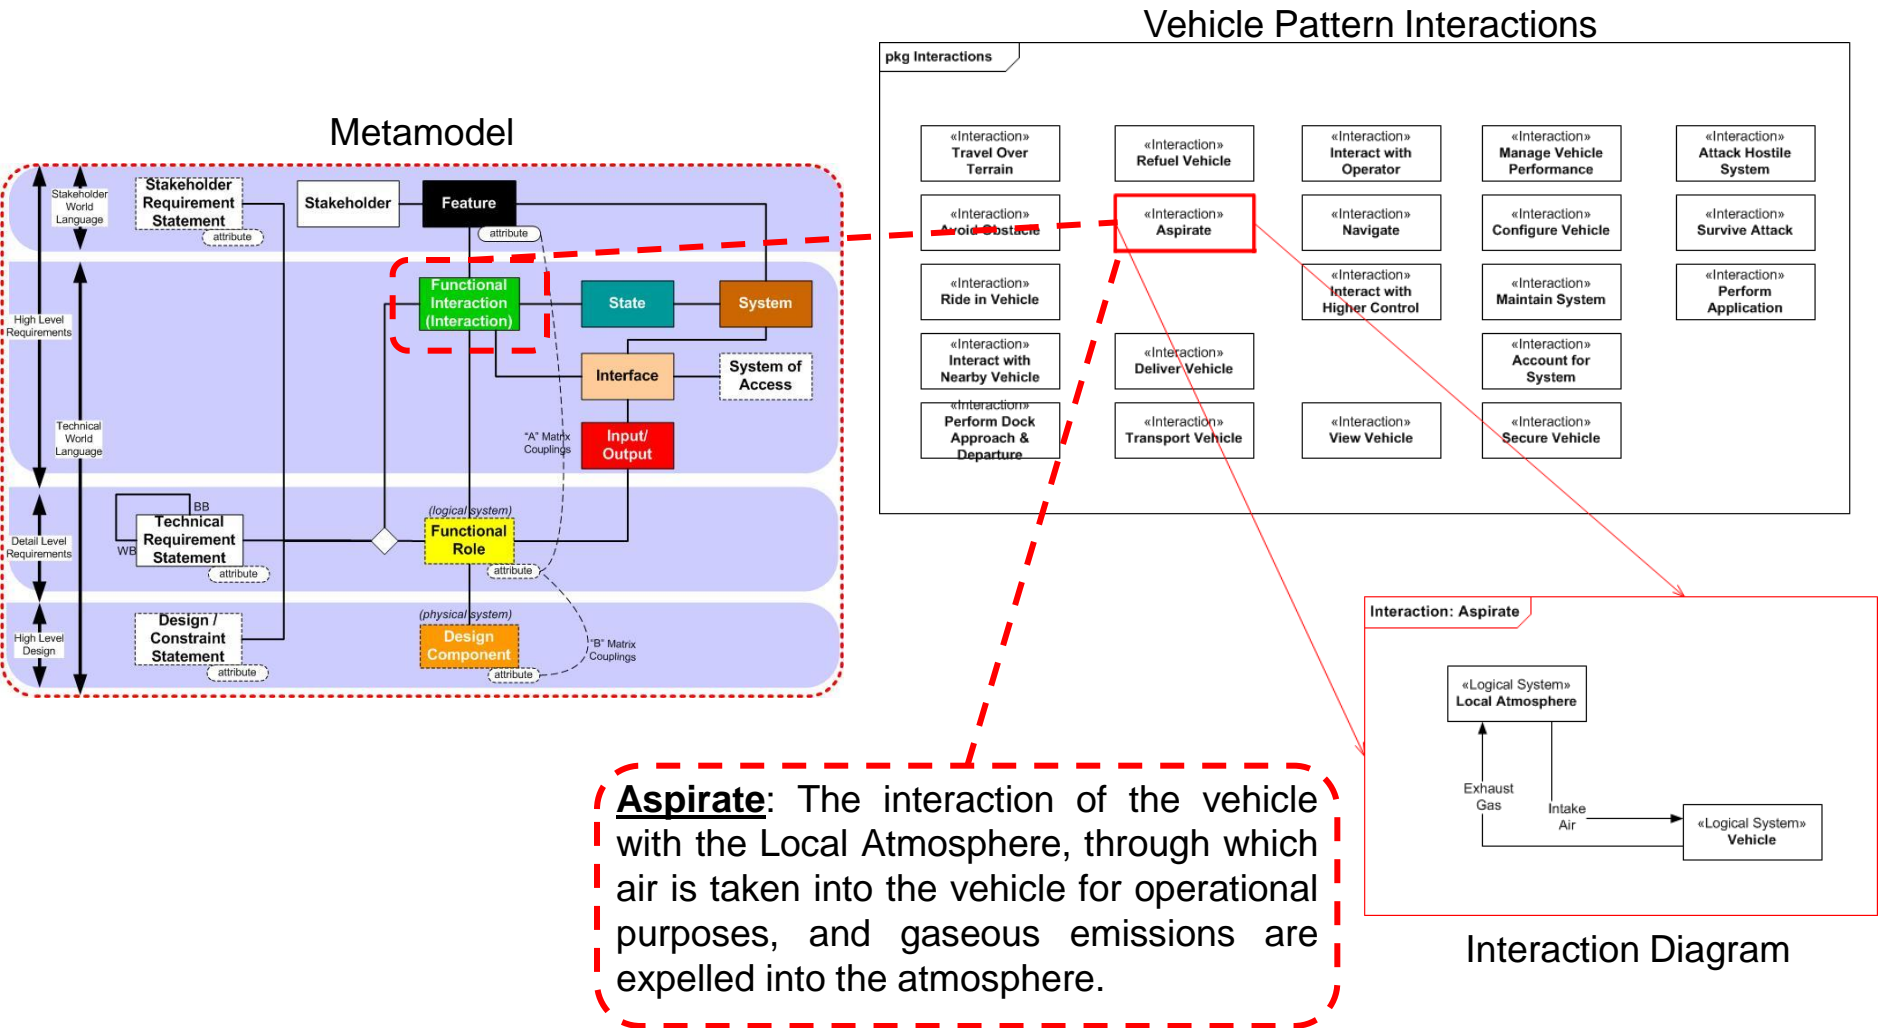 Vehicle Pattern Interactions
pkg Interactions
«Interaction»
Travel Over
Terrain
«Interaction»
Refuel Vehicle
«Interaction»
Interact with
Operator
«Interaction»
Manage Vehicle
Performance
«Interaction»
Attack Hostile
System
«Interaction»
Avoid Obstacle
«Interaction»
Aspirate
«Interaction»
Navigate
«Interaction»
Configure Vehicle
«Interaction»
Survive Attack
«Interaction»
Ride in Vehicle
«Interaction»
Interact with
Higher Control
«Interaction»
Maintain System
«Interaction»
Perform
Application
«Interaction»
Interact with
Nearby Vehicle
«Interaction»
Deliver Vehicle
«Interaction»
Account for
System
«Interaction»
Perform Dock
Approach &
Departure
«Interaction»
Transport Vehicle
«Interaction»
View Vehicle
«Interaction»
Secure Vehicle
Metamodel
Stakeholder
World
Language
Stakeholder
Requirement
Statement
attribute
Stakeholder
Feature
attribute
High Level
Requirements
Technical
World
Language
Functional
Interaction
(Interaction)
State
System
Interface
System of
Access
"A" Matrix
Couplings
Input/
Output
Detail Level
Requirements
BB
WB
Technical
Requirement
Statement
attribute
(logical system)
Functional
Role
attribute
High Level
Design
Design /
Constraint
Statement
attribute
(physical system)
Design
Component
attribute
"B" Matrix
Couplings
Aspirate: The interaction of the vehicle
with the Local Atmosphere, through which
air is taken into the vehicle for operational
purposes, and gaseous emissions are
expelled into the atmosphere.
Interaction: Aspirate
«Logical System»
Local Atmosphere
Exhaust
Gas
Intake
Air
«Logical System»
Vehicle
Interaction Diagram